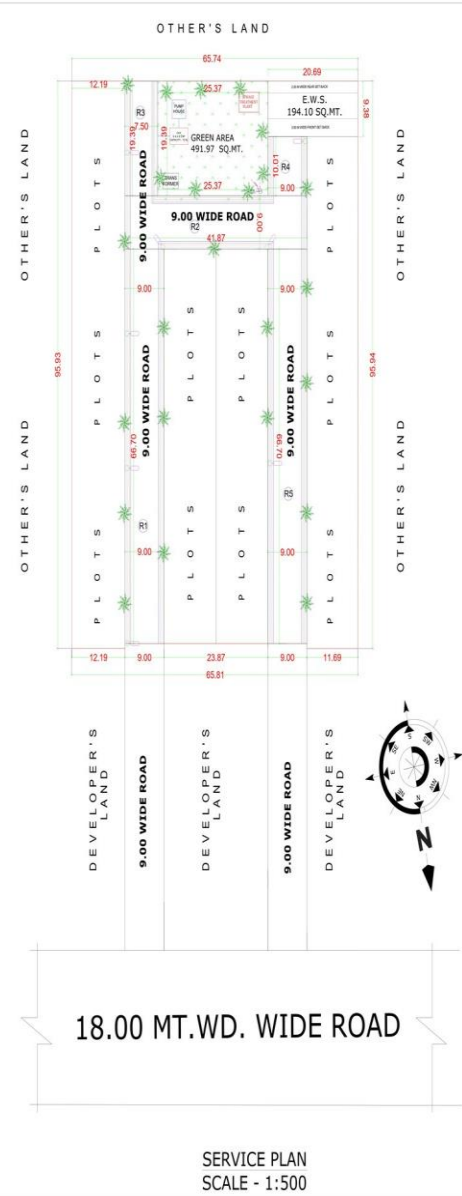 OTHER'S LAND
65.74
12.19
20.69
25.37
PUMP HOUSE
SEWAGE TREATMENT PLANT
E.W.S.
194.10 SQ.MT.
9.38
R3
7.50
19.39
19.39
GREEN AREA
491.97 SQ.MT.
10.01
R4
TRANS FORMER
25.37
9.00
9.00 WIDE ROAD
9.00 WIDE ROAD
R2
9.00
41.87
OTHER'S LAND
OTHER'S LAND
PLOTS
PLOTS
9.00
9.00
PLOTS
PLOTS
PLOTS
PLOTS
9.00 WIDE ROAD
9.00 WIDE ROAD
95.93
95.94
66.70
66.70
OTHER'S LAND
OTHER'S LAND
R5
R1
PLOTS
PLOTS
PLOTS
PLOTS
9.00
9.00
12.19
9.00
23.87
9.00
11.69
65.81
DEVELOPER'S
LAND
9.00 WIDE ROAD
DEVELOPER'S
LAND
9.00 WIDE ROAD
DEVELOPER'S
LAND
S
SW
W
NW
N
NE
E
SE
N
18.00 MT.WD. WIDE ROAD
SERVICE PLAN
SCALE - 1:500